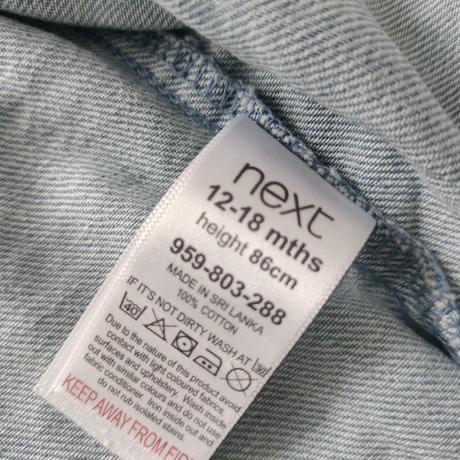 next
12-18 mths
height 86cm
959-803-288
MADE IN SRI LANKA
100% COTTON
IF IT'S NOT DIRTY WASH AT 30
40
Due to the nature of this product avoid
contact with light coloured fabrics,
surfaces and upholstery. Wash inside
out with similar colours and do not use
fabric conditioner. Iron inside out and
do not rub isolated stains.
KEEP AWAY FROM FIRE